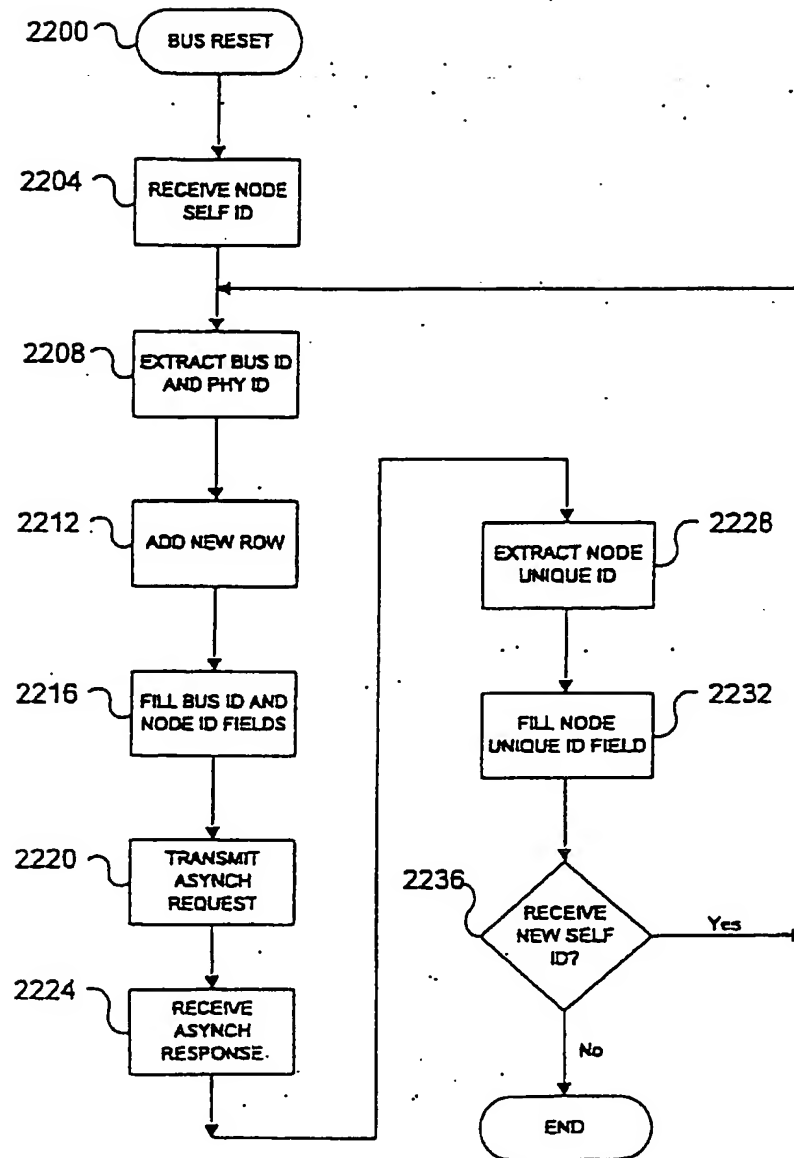 2200
BUS RESET
2204
RECEIVE NODE
SELF ID
2208
EXTRACT BUS ID
AND PHY ID
2212
ADD NEW ROW
2216
FILL BUS ID AND
NODE ID FIELDS
2220
TRANSMIT
ASYNCH
REQUEST
2224
RECEIVE
ASYNCH
RESPONSE
2228
EXTRACT NODE
UNIQUE ID
2232
FILL NODE
UNIQUE ID FIELD
2236
RECEIVE
NEW SELF
ID?
Yes
No
END